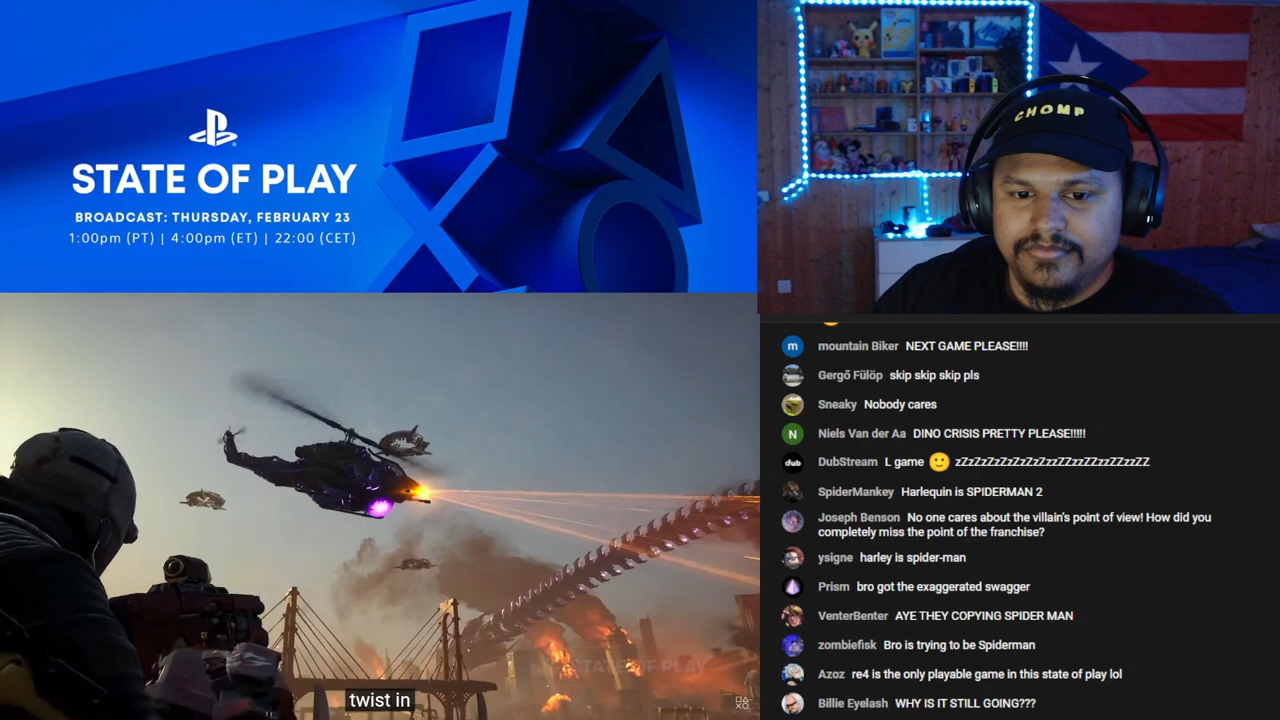 STATE OF PLAY
BROADCAST: THURSDAY, FEBRUARY 23
1:00pm (PT) | 4:00pm (ET) | 22:00 (CET)
CHOMP
mountain Biker NEXT GAME PLEASE!!!!
Gergő Fülöp skip skip skip pls
Sneaky Nobody cares
N Niels Van der Aa DINO CRISIS PRETTY PLEASE!!!!!
dub DubStream L game 🙂 zZzZzZzZzZzZzZzzZZzzZZzzZZzzZZ
SpiderMankey Harlequin is SPIDERMAN 2
Joseph Benson No one cares about the villain's point of view! How did you
completely miss the point of the franchise?
ysigne harley is spider-man
Prism bro got the exaggerated swagger
VenterBenter AYE THEY COPYING SPIDER MAN
zombiefisk Bro is trying to be Spiderman
Azoz re4 is the only playable game in this state of play lol
Billie Eyelash WHY IS IT STILL GOING???
STATE OF PLAY
twist in